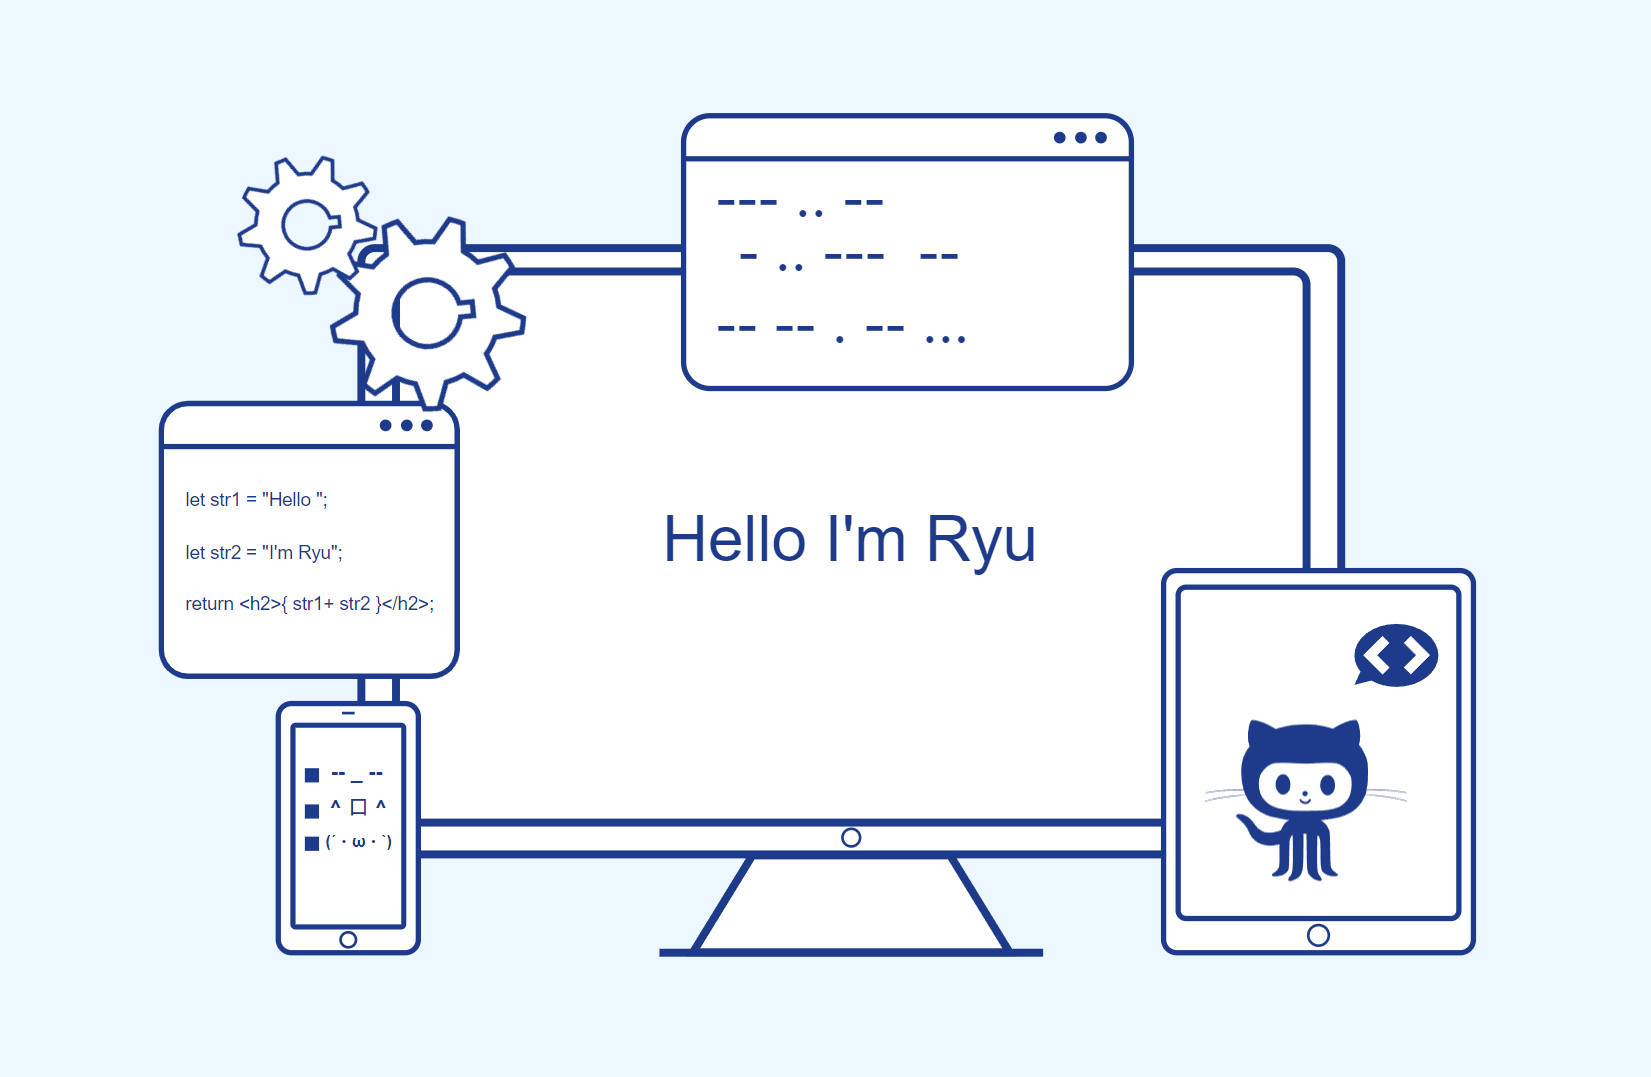 --- .. --
- .. --- --
-- -- . -- ...
let str1 = "Hello ";
let str2 = "I'm Ryu";
return <h2>{ str1+ str2 }</h2>;
Hello I'm Ryu
■ -- _ --
■ ^ 口 ^
■ (´・ω・`)